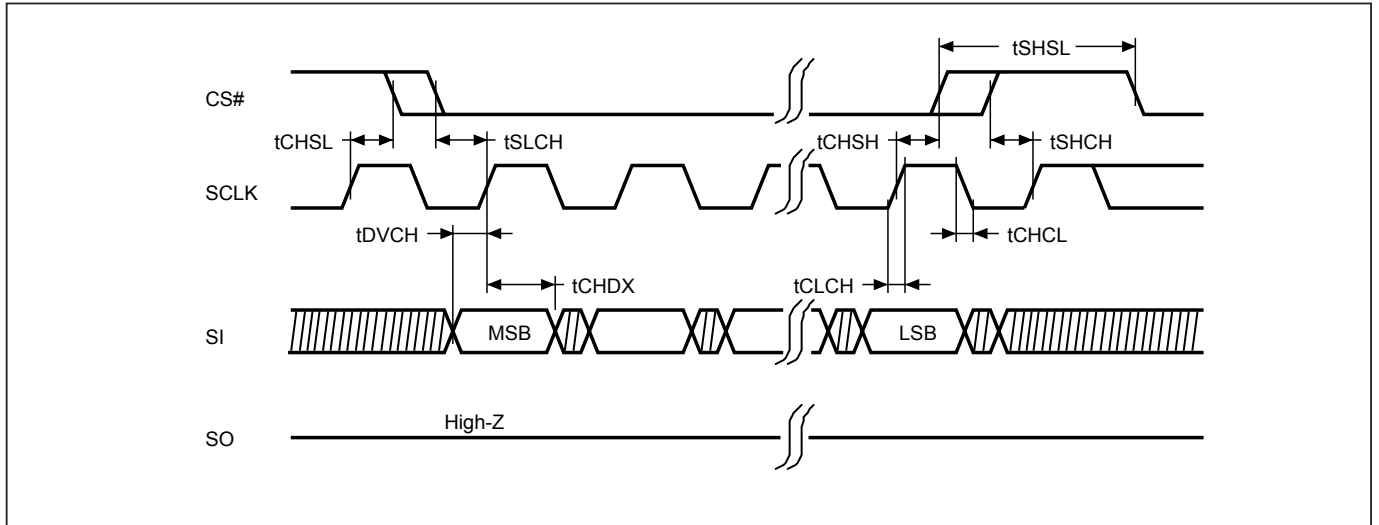 tSHSL
CS#
tCHSL
tSLCH
tCHSH
tSHCH
SCLK
tDVCH
tCHCL
tCHDX
tCLCH
SI
MSB
LSB
High-Z
SO